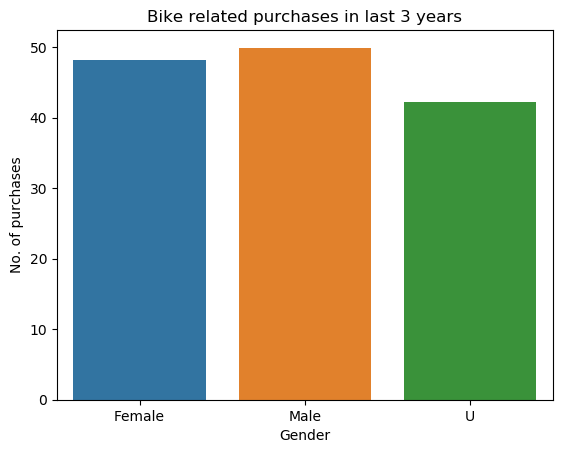 Bike related purchases in last 3 years
No. of purchases
50
40
30
20
10
0
Female Male U
Gender